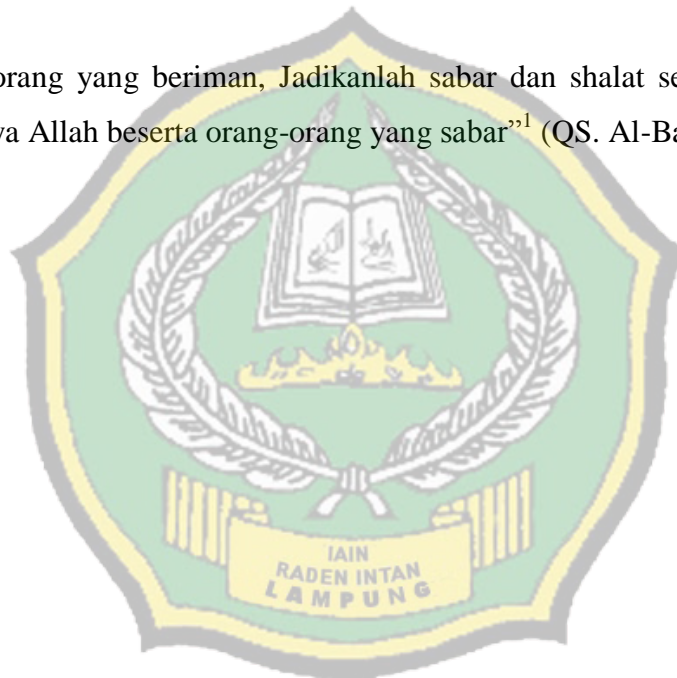 orang yang beriman, Jadikanlah sabar dan shalat se
va Allah beserta orang-orang yang sabar”1 (QS. Al-Ba
IAIN
RADEN INTAN
LAMPUNG